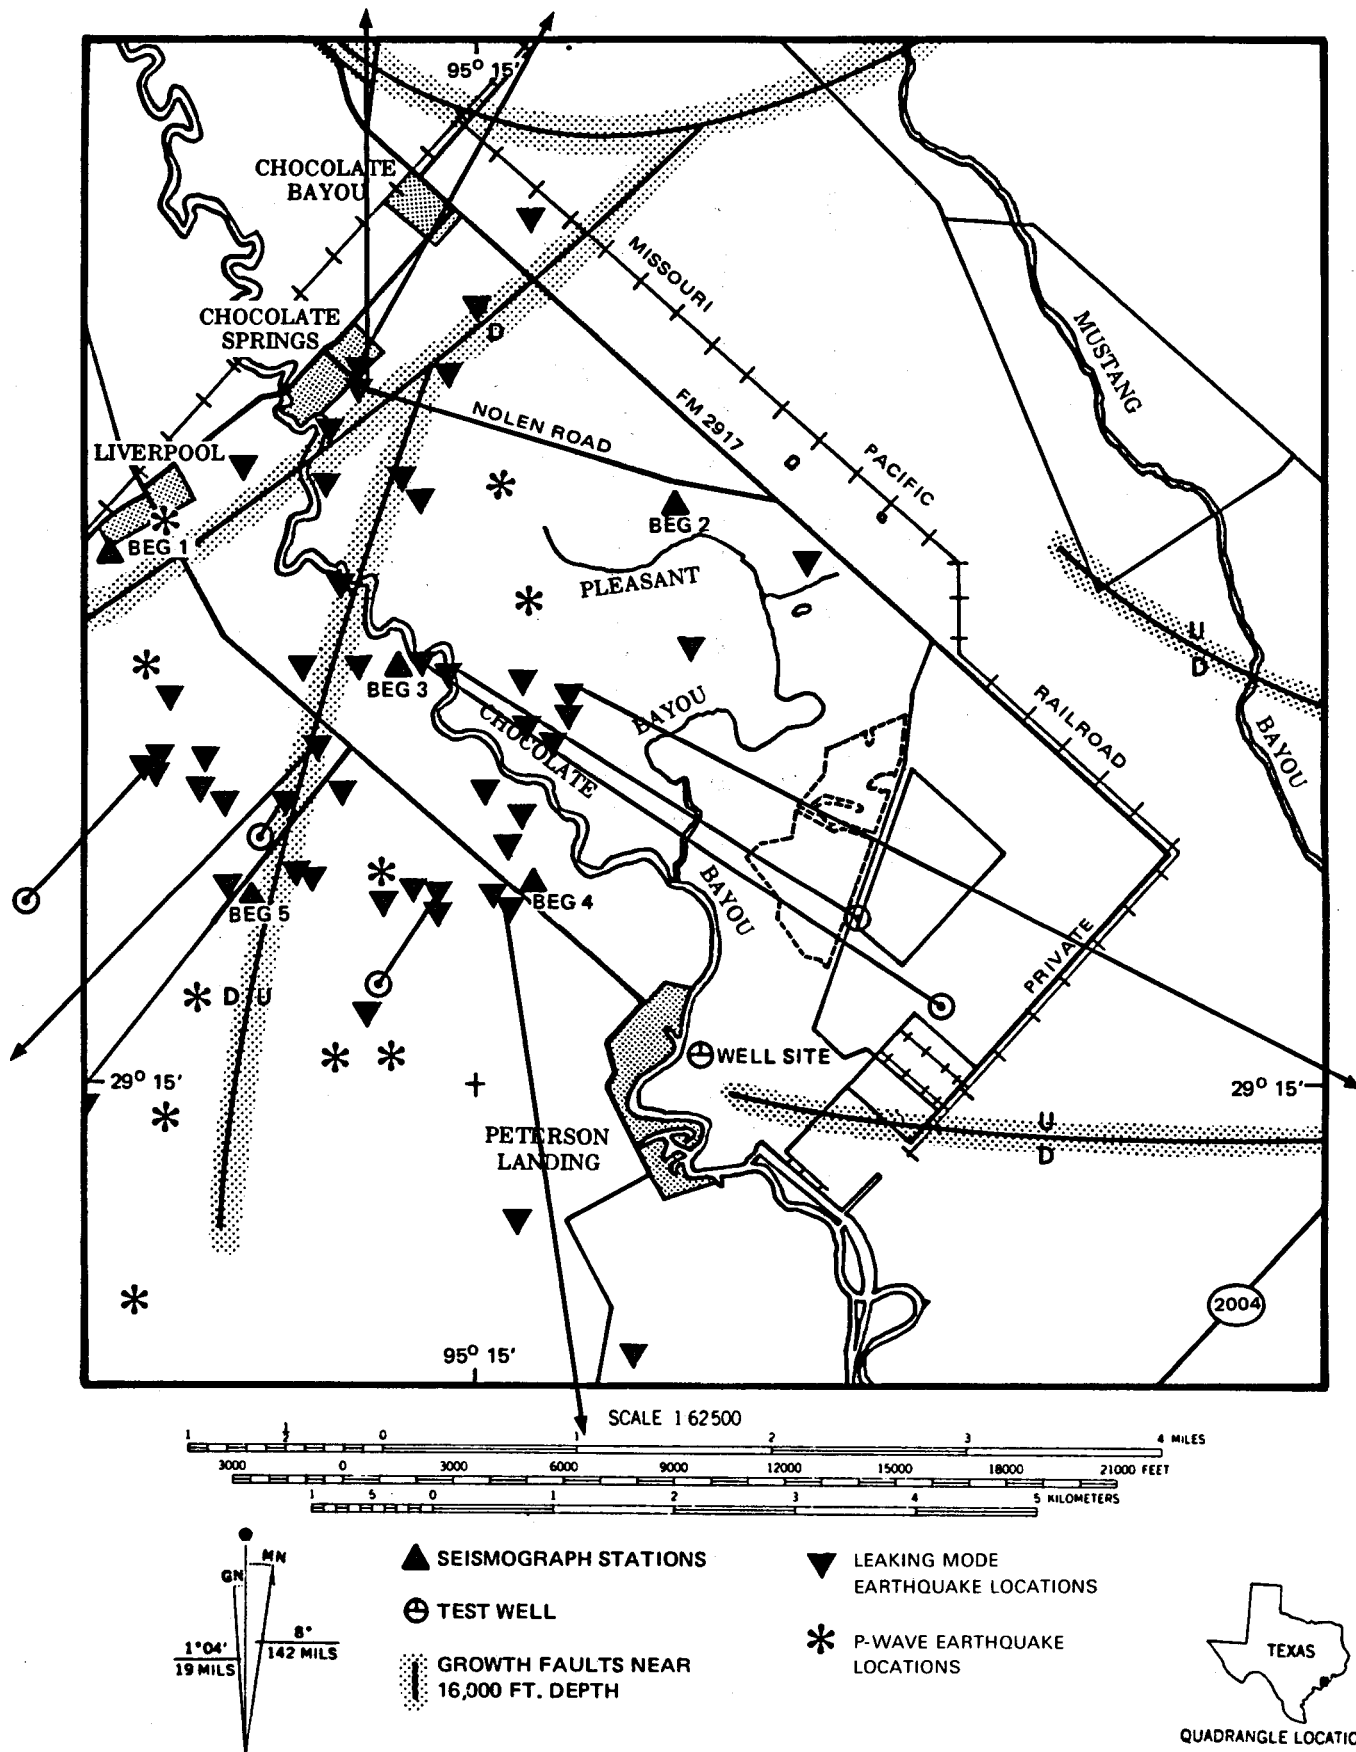 95° 15'
CHOCOLATE
BAYOU
MISSOURI
CHOCOLATE
SPRINGS
D
MUSTANG
NOLEN ROAD
FM 2917
PACIFIC
LIVERPOOL
BEG 1
BEG 2
PLEASANT
U
D
BEG 3
CHOCOLATE
BAYOU
RAILROAD
BAYOU
BEG 4
BEG 5
BAYOU
PRIVATE
D U
WELL SITE
29° 15'
29° 15'
U
D
PETERSON
LANDING
2004
95° 15'
SCALE 1 62500
1 1/2 0 1 2 3 4 MILES
3000 0 3000 6000 9000 12000 15000 18000 21000 FEET
1 5 0 1 2 3 4 5 KILOMETERS
GN MN
1°04'
19 MILS
8°
142 MILS
SEISMOGRAPH STATIONS
TEST WELL
GROWTH FAULTS NEAR
16,000 FT. DEPTH
LEAKING MODE
EARTHQUAKE LOCATIONS
P-WAVE EARTHQUAKE
LOCATIONS
TEXAS
QUADRANGLE LOCATIO